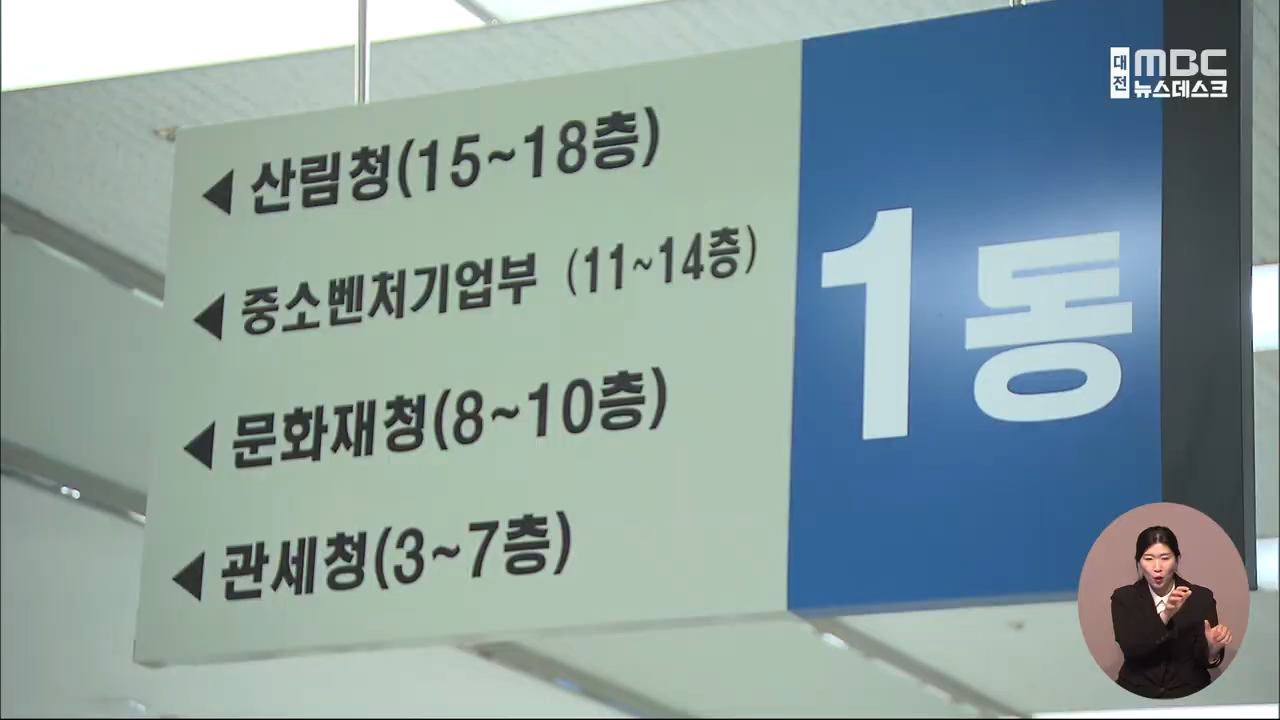 ◀ 산림청(15~18층)
◀ 중소벤처기업부 (11~14층)
◀ 문화재청(8~10층)
◀ 관세청(3~7층)
1동
대전 MBC
뉴스데스크